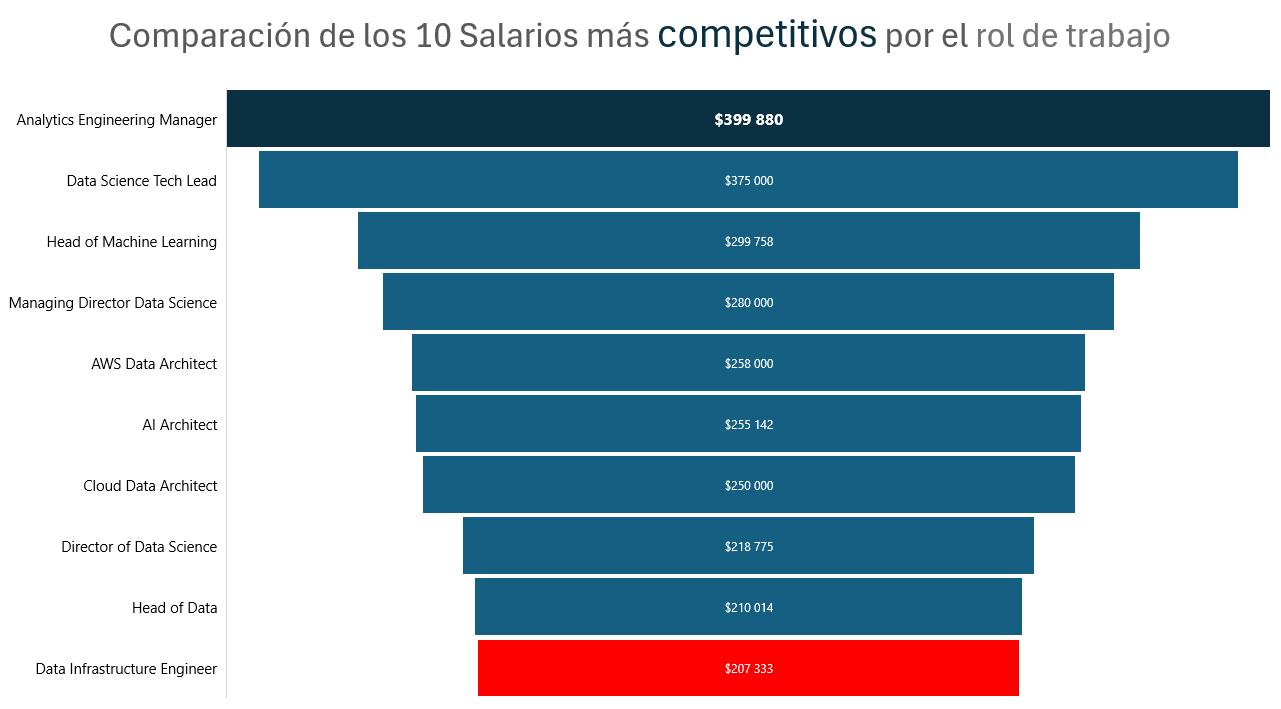 Comparación de los 10 Salarios más competitivos por el rol de trabajo
Analytics Engineering Manager $399 880
Data Science Tech Lead $375 000
Head of Machine Learning $299 758
Managing Director Data Science $280 000
AWS Data Architect $258 000
AI Architect $255 142
Cloud Data Architect $250 000
Director of Data Science $218 775
Head of Data $210 014
Data Infrastructure Engineer $207 333